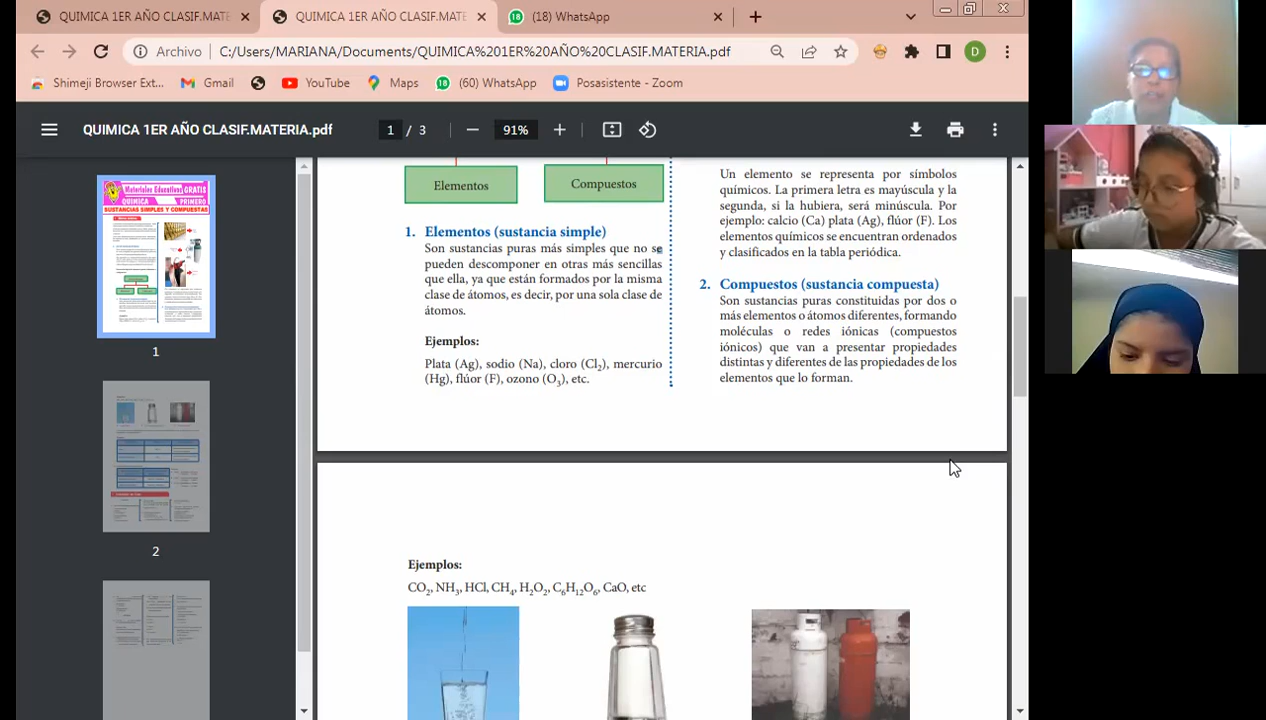 QUIMICA 1ER AÑO CLASIF.MATE
QUIMICA 1ER AÑO CLASIF.MATE
(18) WhatsApp
Archivo
C:/Users/MARIANA/Documents/QUIMICA%201ER%20AÑO%20CLASIF.MATERIA.pdf
D
Shimeji Browser Ext...
Gmail
YouTube
Maps
(60) WhatsApp
Posasistente - Zoom
QUIMICA 1ER AÑO CLASIF.MATERIA.pdf
1 / 3
91%
Materiales Educativos GRATIS
QUIMICA PRIMERO
SUSTANCIAS SIMPLES Y COMPUESTAS
1
2
Elementos
Compuestos
1. Elementos (sustancia simple)
Son sustancias puras más simples que no se
pueden descomponer en otras más sencillas
que ella, ya que están formados por la misma
clase de átomos, es decir, por una sola clase de
átomos.
Ejemplos:
Plata (Ag), sodio (Na), cloro (Cl₂), mercurio
(Hg), flúor (F), ozono (O₃), etc.
Un elemento se representa por símbolos
químicos. La primera letra es mayúscula y la
segunda, si la hubiera, será minúscula. Por
ejemplo: calcio (Ca) plata (Ag), flúor (F). Los
elementos químicos se encuentran ordenados
y clasificados en la tabla periódica.
2. Compuestos (sustancia compuesta)
Son sustancias puras constituidas por dos o
más elementos o átomos diferentes, formando
moléculas o redes iónicas (compuestos
iónicos) que van a presentar propiedades
distintas y diferentes de las propiedades de los
elementos que lo forman.
Ejemplos:
CO₂, NH₃, HCl, CH₄, H₂O₂, C₆H₁₂O₆, CaO, etc